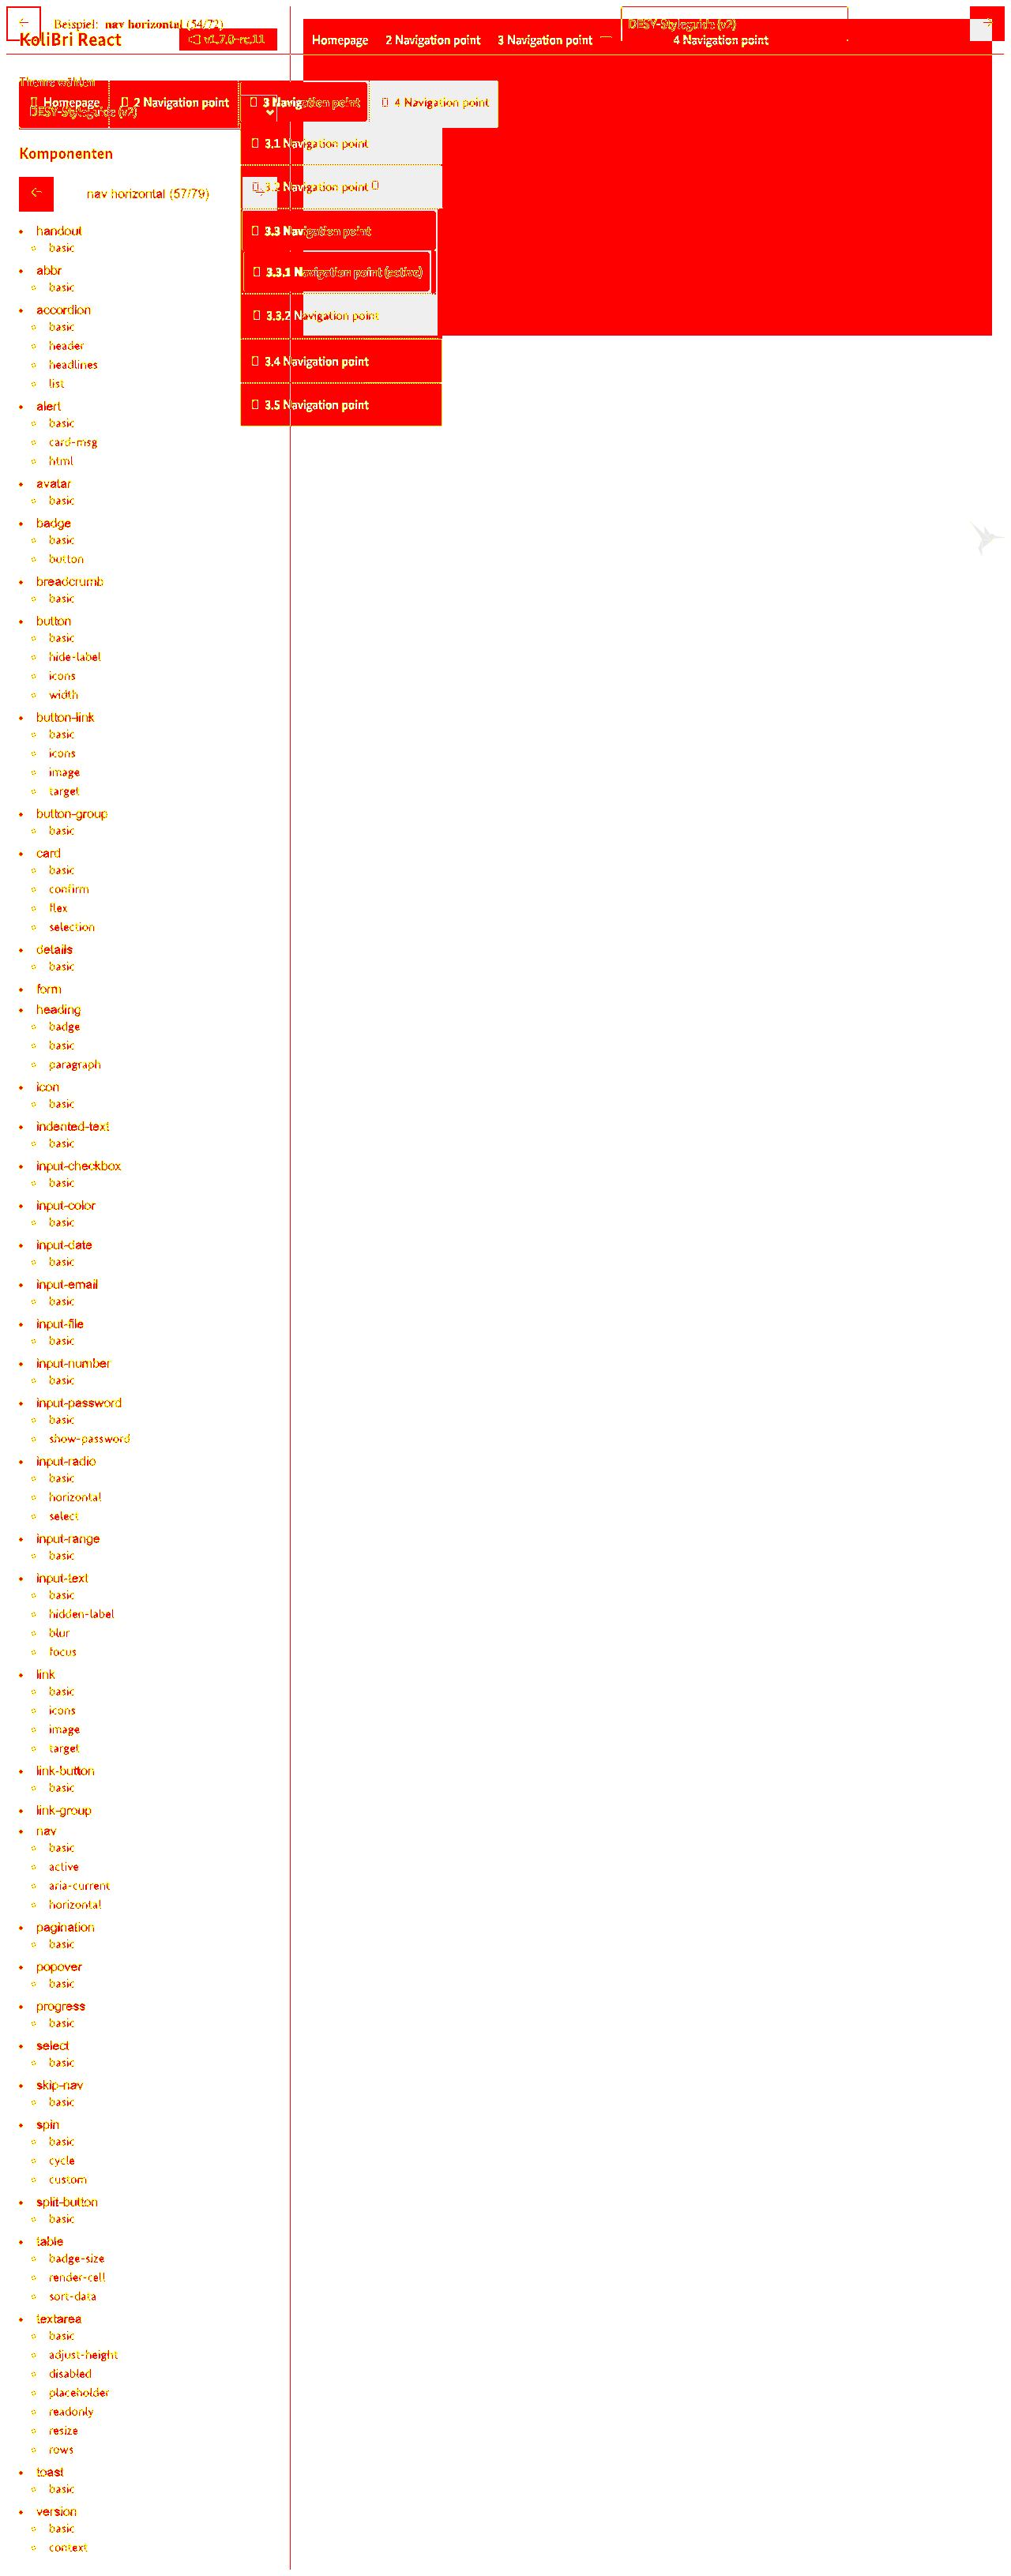 Beispiel: nav horizontal (54/72)
DESY-Styleguide (v2)
KoliBri React
v1.7.0-rc.11
Homepage 2 Navigation point 3 Navigation point 4 Navigation point
Theme wählen
Homepage 2 Navigation point 3 Navigation point 4 Navigation point
DESY-Styleguide (v2)
3.1 Navigation point
Komponenten
nav horizontal (57/79)
3.2 Navigation point
3.3 Navigation point
3.3.1 Navigation point (active)
3.3.2 Navigation point
3.4 Navigation point
3.5 Navigation point
handout
basic
abbr
basic
accordion
basic
header
headlines
list
alert
basic
card-msg
html
avatar
basic
badge
basic
button
breadcrumb
basic
button
basic
hide-label
icons
width
button-link
basic
icons
image
target
button-group
basic
card
basic
confirm
flex
selection
details
basic
form
heading
badge
basic
paragraph
icon
basic
indented-text
basic
input-checkbox
basic
input-color
basic
input-date
basic
input-email
basic
input-file
basic
input-number
basic
input-password
basic
show-password
input-radio
basic
horizontal
select
input-range
basic
input-text
basic
hidden-label
blur
focus
link
basic
icons
image
target
link-button
basic
link-group
nav
basic
active
aria-current
horizontal
pagination
basic
popover
basic
progress
basic
select
basic
skip-nav
basic
spin
basic
cycle
custom
split-button
basic
table
badge-size
render-cell
sort-data
textarea
basic
adjust-height
disabled
placeholder
readonly
resize
rows
toast
basic
version
basic
context